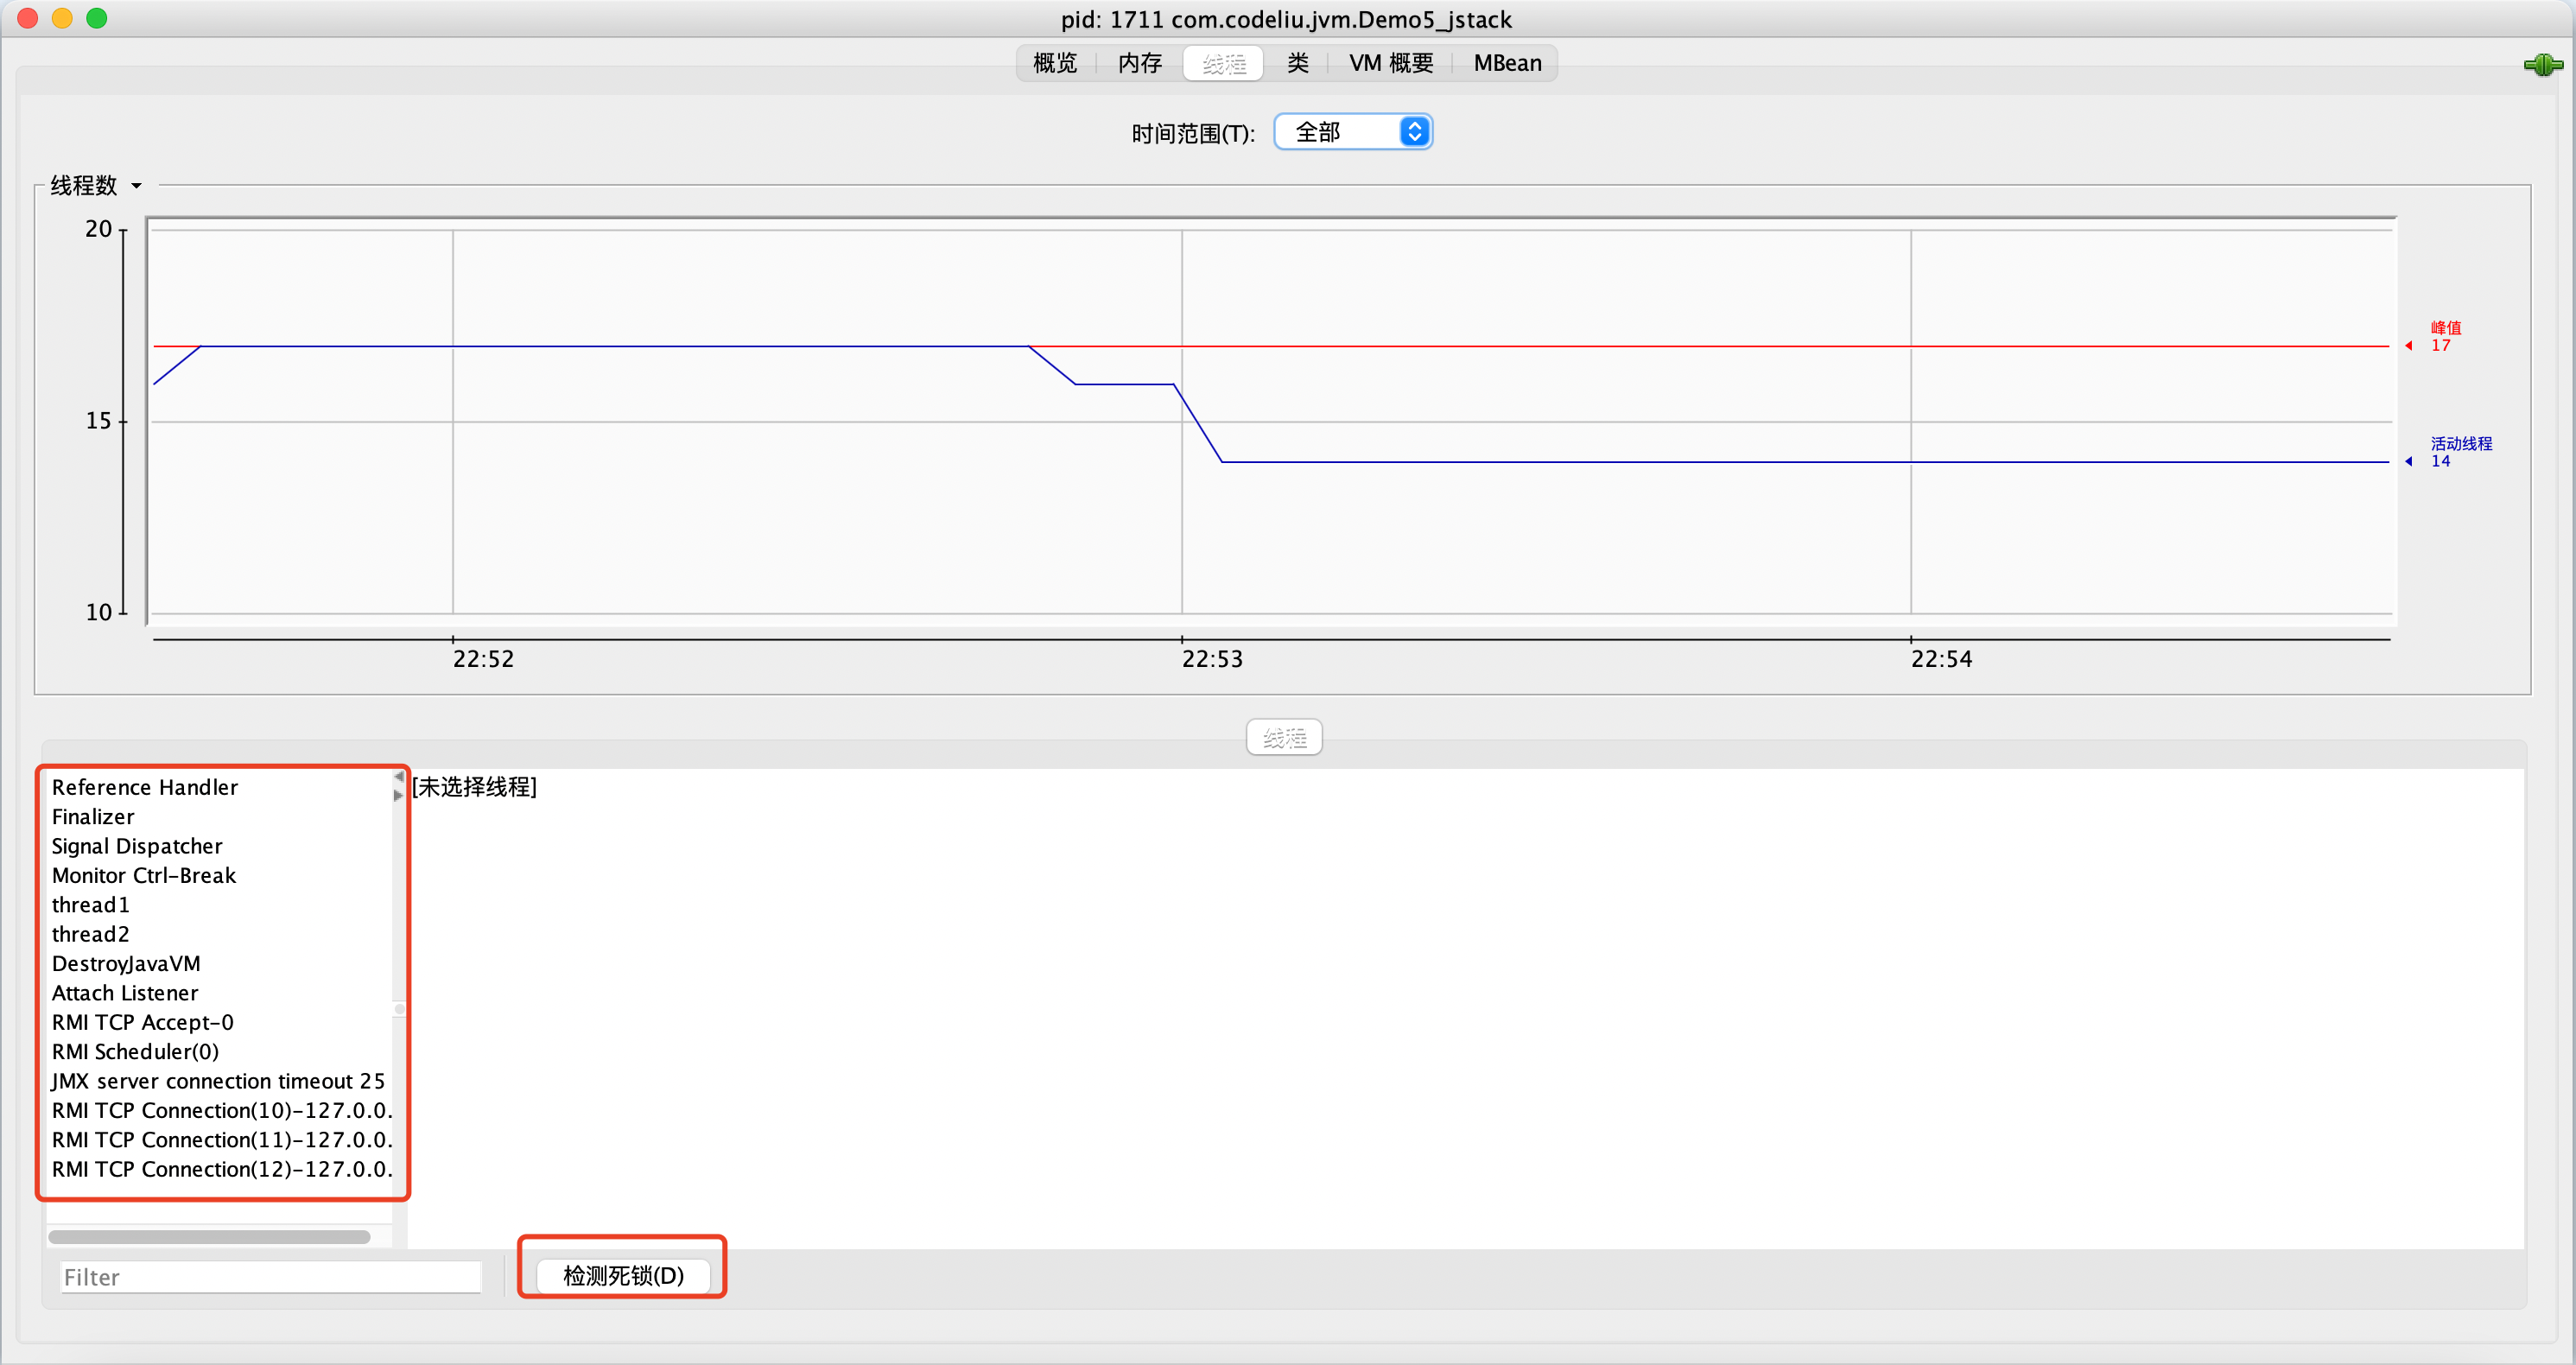 pid: 1711 com.codeliu.jvm.Demo5_jstack
概览 内存 线程 类 VM 概要 MBean
时间范围(T): 全部
线程数
20
峰值
17
15
活动线程
14
10
22:52 22:53 22:54
线程
Reference Handler
[未选择线程]
Finalizer
Signal Dispatcher
Monitor Ctrl-Break
thread1
thread2
DestroyJavaVM
Attach Listener
RMI TCP Accept-0
RMI Scheduler(0)
JMX server connection timeout 25
RMI TCP Connection(10)-127.0.0.
RMI TCP Connection(11)-127.0.0.
RMI TCP Connection(12)-127.0.0.
Filter 检测死锁(D)